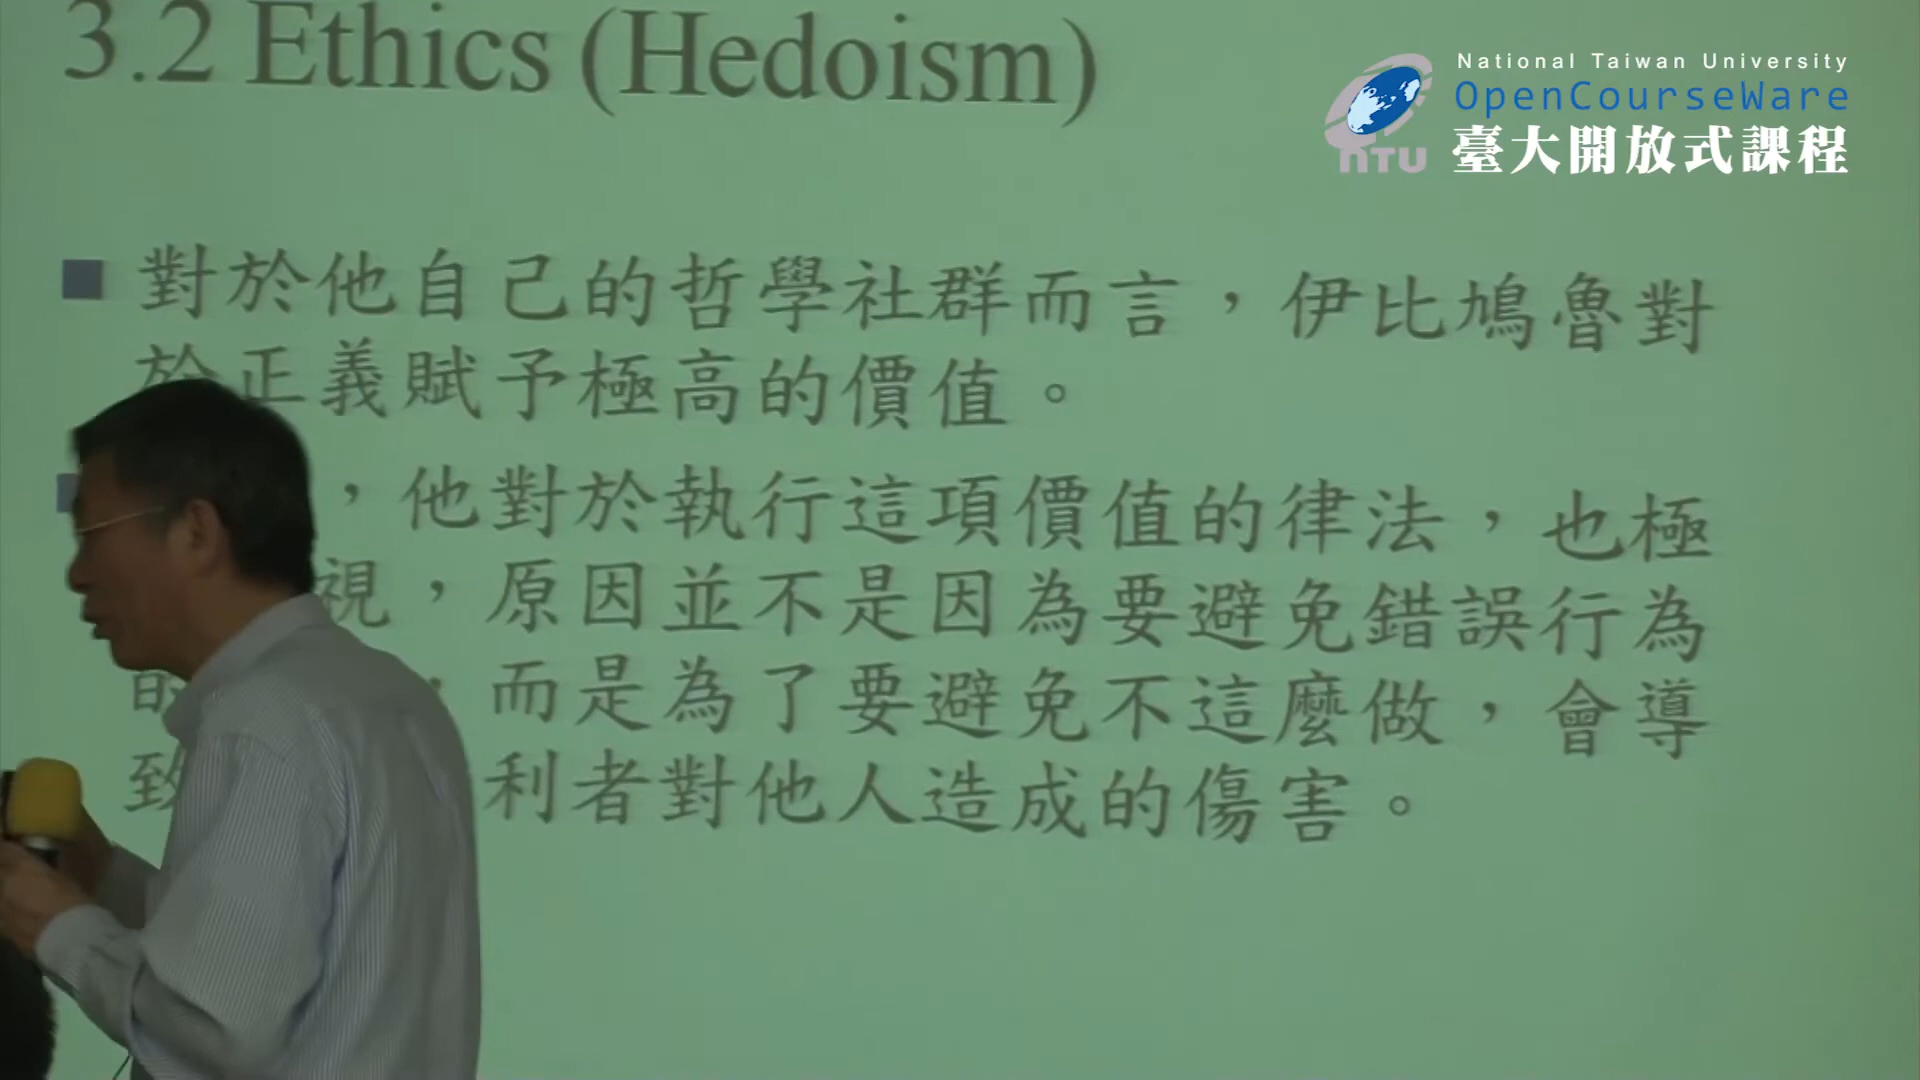 3.2 Ethics (Hedoism)
National Taiwan University
OpenCourseWare
臺大開放式課程
NTU
對於他自己的哲學社群而言，伊比鳩魯對
於正義賦予極高的價值。
，他對於執行這項價值的律法，也極
視，原因並不是因為要避免錯誤行為
的，而是為了要避免不這麼做，會導
致利者對他人造成的傷害。